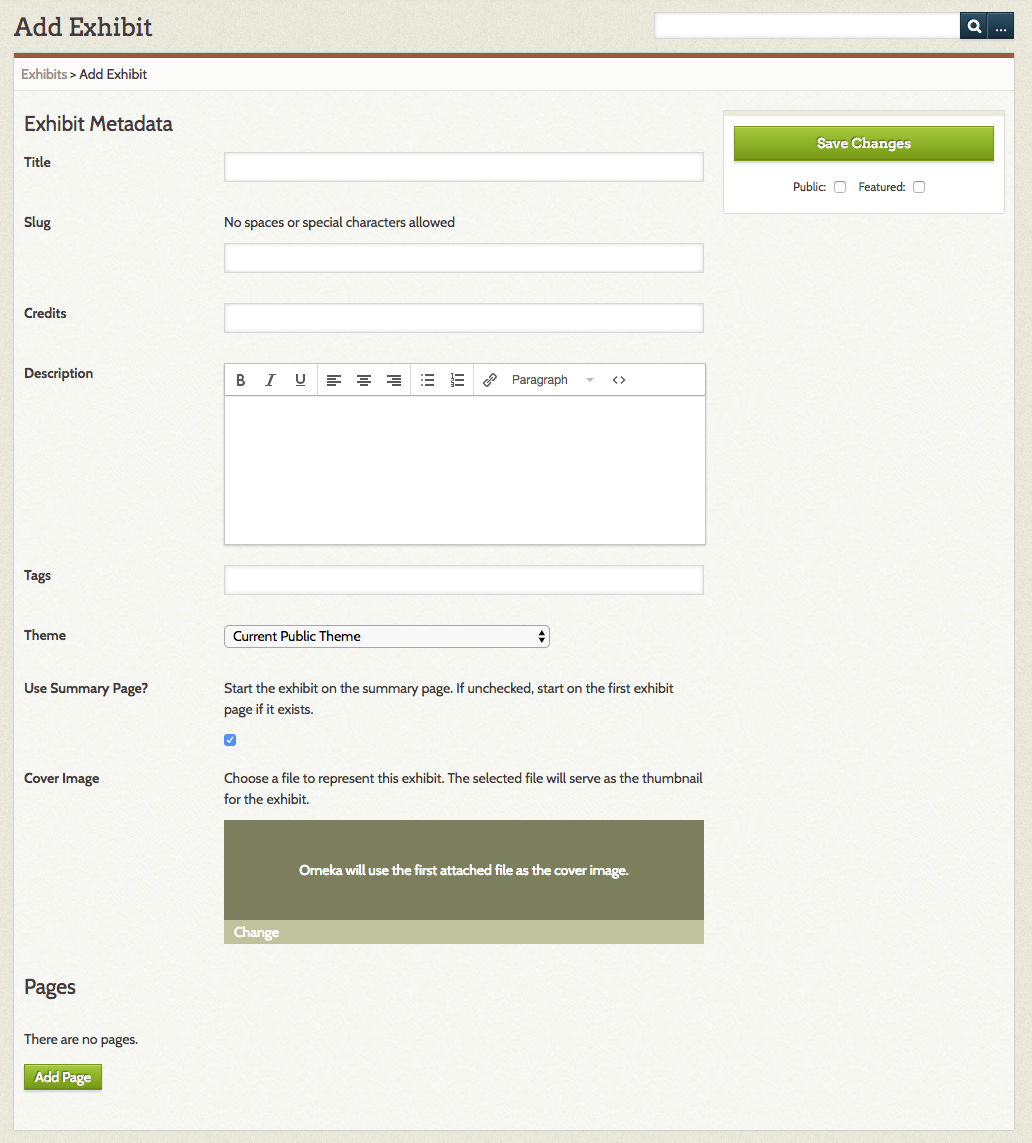 Add Exhibit
...
Exhibits > Add Exhibit
Exhibit Metadata
Save Changes
Public:
Featured:
Title
Slug
No spaces or special characters allowed
Credits
Description
B I U
Paragraph
<>
Tags
Theme
Current Public Theme
Use Summary Page?
Start the exhibit on the summary page. If unchecked, start on the first exhibit
page if it exists.
Cover Image
Choose a file to represent this exhibit. The selected file will serve as the thumbnail
for the exhibit.
Omeka will use the first attached file as the cover image.
Change
Pages
There are no pages.
Add Page